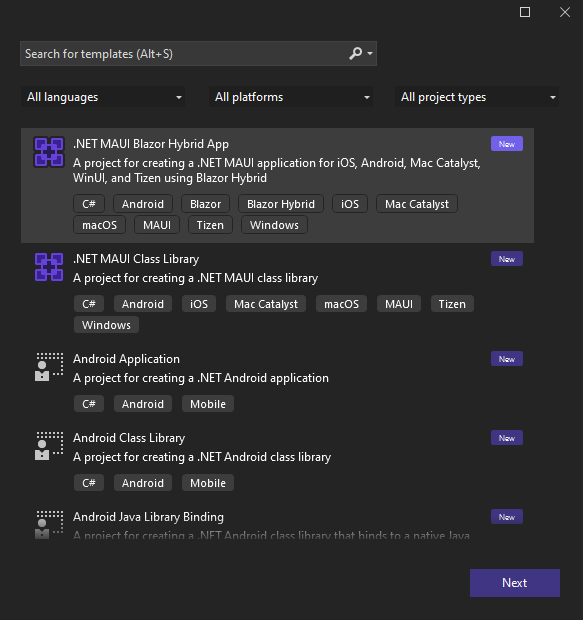 Search for templates (Alt+S)
All languages All platforms All project types
.NET MAUI Blazor Hybrid App New
A project for creating a .NET MAUI application for iOS, Android, Mac Catalyst,
WinUI, and Tizen using Blazor Hybrid
C# Android Blazor Blazor Hybrid iOS Mac Catalyst
macOS MAUI Tizen Windows
.NET MAUI Class Library New
A project for creating a .NET MAUI class library
C# Android iOS Mac Catalyst macOS MAUI Tizen
Windows
Android Application New
A project for creating a .NET Android application
C# Android Mobile
Android Class Library New
A project for creating a .NET Android class library
C# Android Mobile
Android Java Library Binding New
A project for creating a .NET Android class library that binds to a native Java
Next